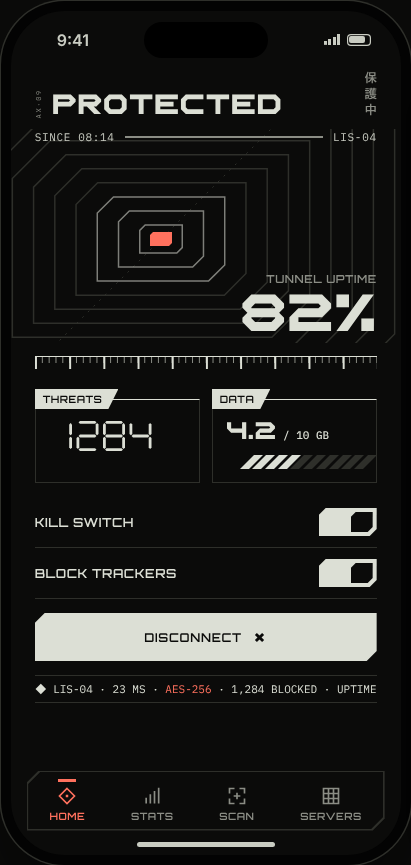 9:41
AX-09
PROTECTED
保護中
SINCE 08:14
LIS-04
TUNNEL UPTIME
82%
THREATS
1284
DATA
4.2 / 10 GB
KILL SWITCH
BLOCK TRACKERS
DISCONNECT ✖
◆ LIS-04 · 23 MS · AES-256 · 1,284 BLOCKED · UPTIME
HOME
STATS
SCAN
SERVERS